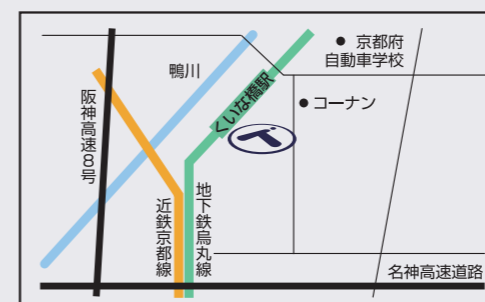 京都府
自動車学校
鴨川
くいな橋駅
コーナン
阪神高速8号
地下鉄烏丸線
近鉄京都線
名神高速道路